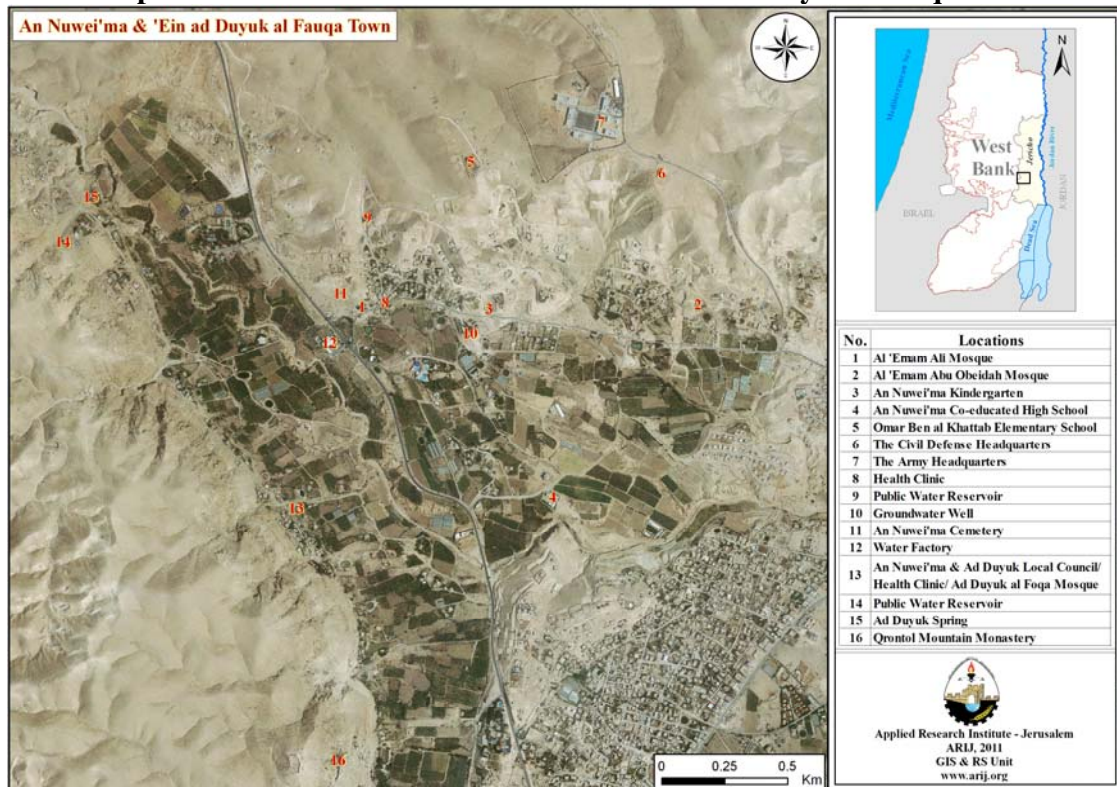 An Nuwei'ma & 'Ein ad Duyuk al Fauqa Town
N
E
S
W
5
7
6
15
14
9
11
1
8
3
2
12
10
4
13
16
0 0.25 0.5
Km
N
Mediterranean Sea
West
Bank
Jericho
Jordan River
ISRAEL
JORDAN
Dead Sea
No. Locations
1 Al 'Emam Ali Mosque
2 Al 'Emam Abu Obeidah Mosque
3 An Nuwei'ma Kindergarten
4 An Nuwei'ma Co-educated High School
5 Omar Ben al Khattab Elementary School
6 The Civil Defense Headquarters
7 The Army Headquarters
8 Health Clinic
9 Public Water Reservoir
10 Groundwater Well
11 An Nuwei'ma Cemetery
12 Water Factory
13 An Nuwei'ma & Ad Duyuk Local Council/
Health Clinic/ Ad Duyuk al Foqa Mosque
14 Public Water Reservoir
15 Ad Duyuk Spring
16 Qrontol Mountain Monastery
Applied Research Institute - Jerusalem
ARIJ, 2011
GIS & RS Unit
www.arij.org